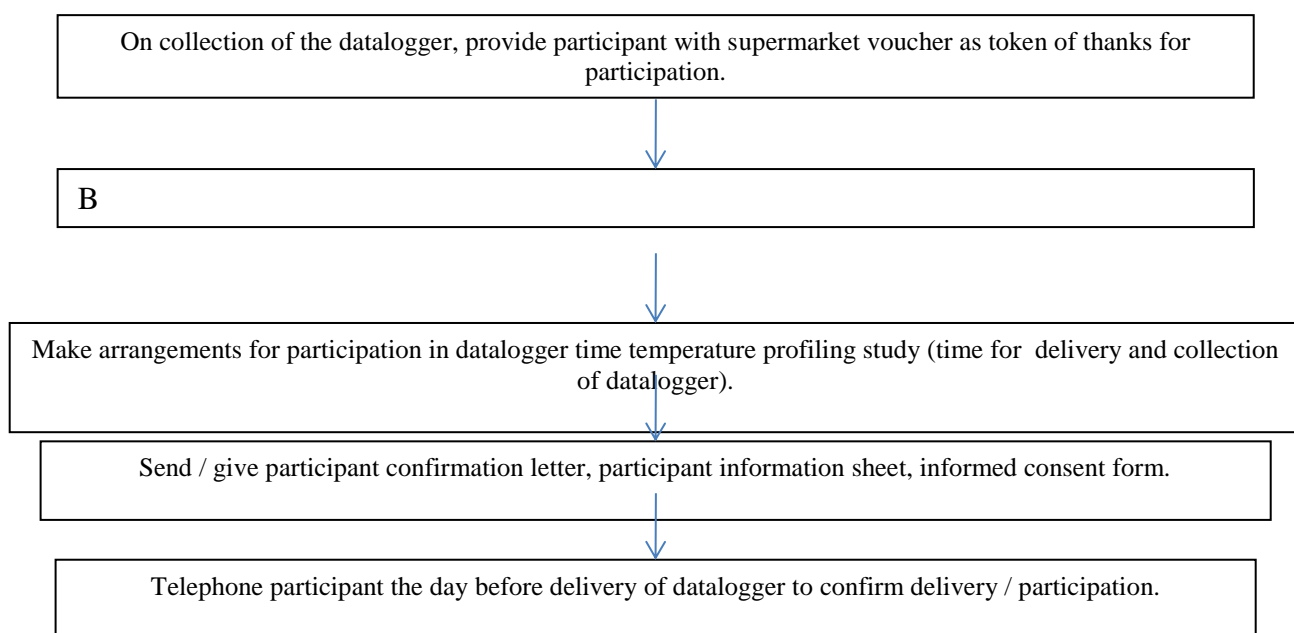 On collection of the datalogger, provide participant with supermarket voucher as token of thanks for
participation.
B
Make arrangements for participation in datalogger time temperature profiling study (time for delivery and collection
of datalogger).
Send / give participant confirmation letter, participant information sheet, informed consent form.
Telephone participant the day before delivery of datalogger to confirm delivery / participation.